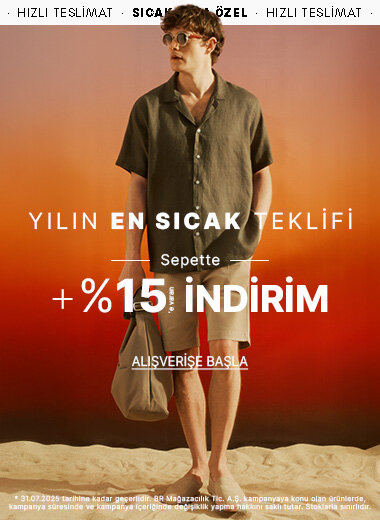 · HIZLI TESLİMAT · SICAK ÖZEL · HIZLI TESLİMAT ·
YILIN EN SICAK TEKLİFİ
Sepette
+%15 'e varan İNDİRİM
ALIŞVERİŞE BAŞLA
* 31.07.2025 tarihine kadar geçerlidir. BR Mağazacılık Tic. A.Ş. kampanyaya konu olan ürünlerde,
kampanya süresinde ve kampanya içeriğinde değişiklik yapma hakkını saklı tutar. Stoklarla sınırlıdır.